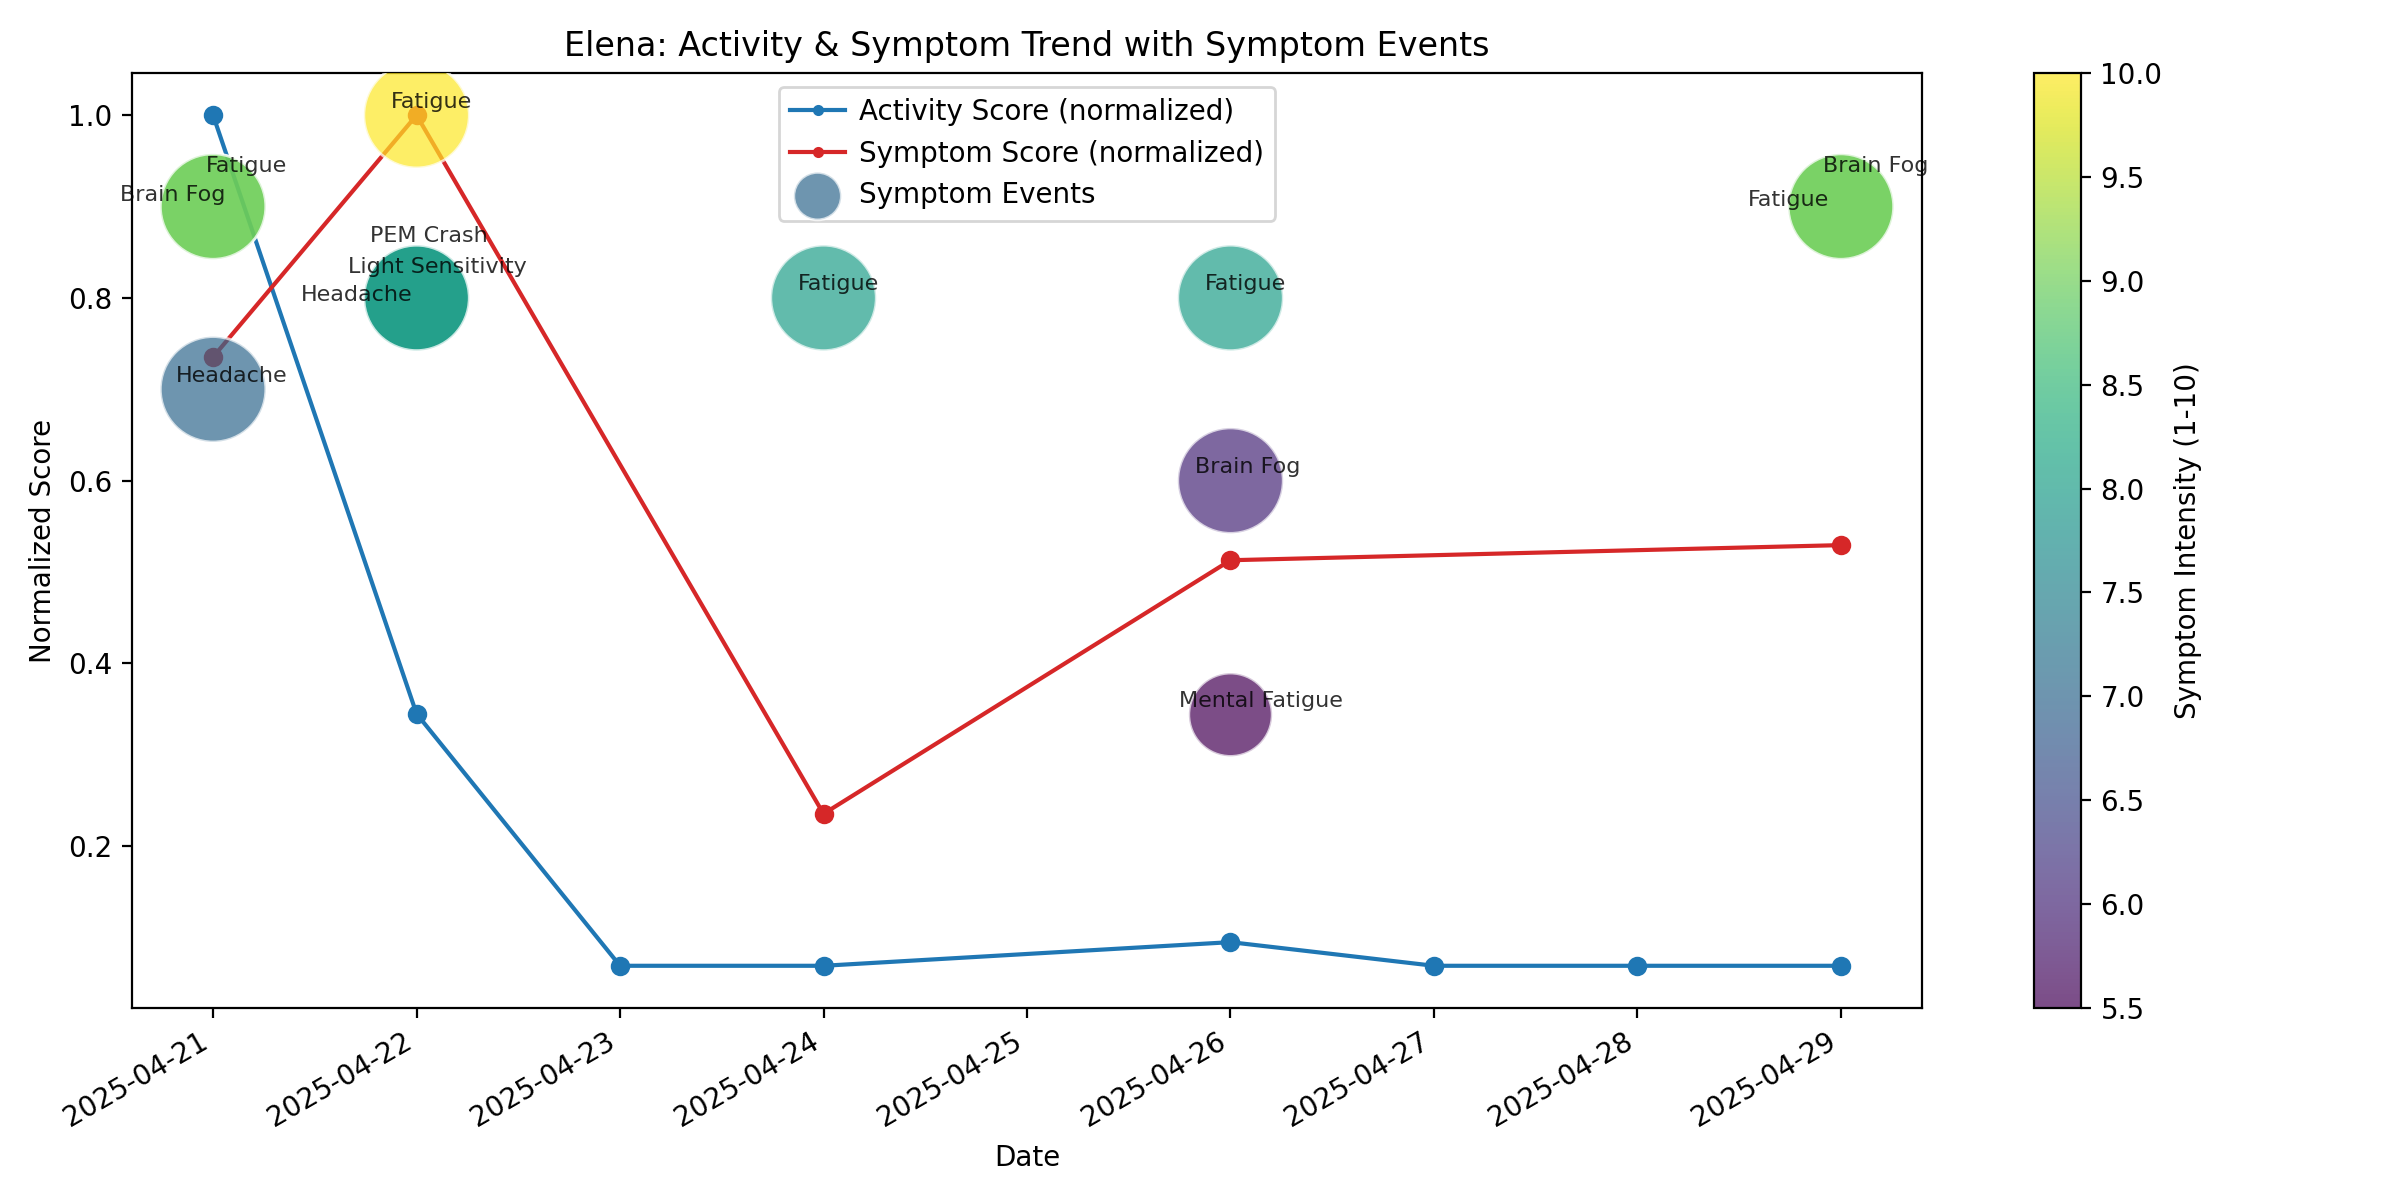 Elena: Activity & Symptom Trend with Symptom Events
Activity Score (normalized)
Symptom Score (normalized)
Symptom Events
Normalized Score
1.0
0.8
0.6
0.4
0.2
Fatigue
Brain Fog
Headache
Fatigue
PEM Crash
Light Sensitivity
Headache
Fatigue
Fatigue
Brain Fog
Mental Fatigue
Brain Fog
Fatigue
2025-04-21
2025-04-22
2025-04-23
2025-04-24
2025-04-25
2025-04-26
2025-04-27
2025-04-28
2025-04-29
Date
10.0
9.5
9.0
8.5
8.0
7.5
7.0
6.5
6.0
5.5
Symptom Intensity (1-10)